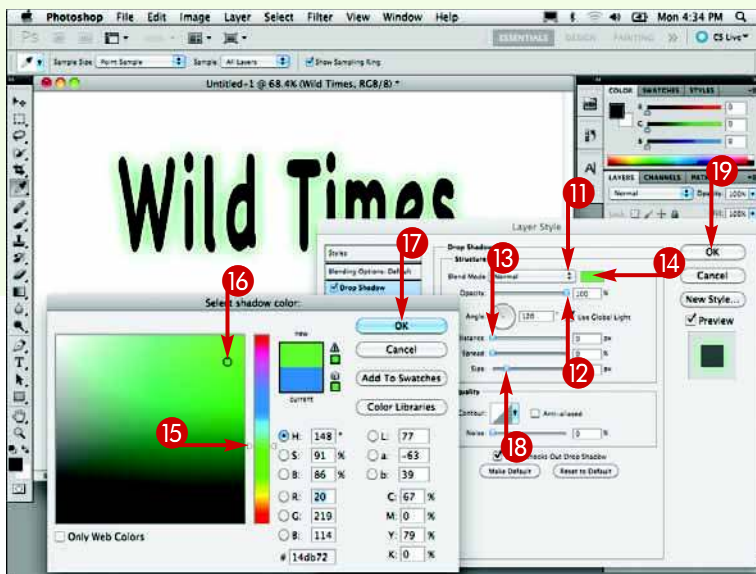 Photoshop File Edit Image Layer Select Filter View Window Help Mon 4:34 PM
PS ESSENTIALS DESIGN PAINTING >> CS Live
Sample Size: Point Sample Sample: All Layers Show Sampling Ring
Untitled-1 @ 68.4% (Wild Times, RGB/8) *
COLOR SWATCHES STYLES
0
0
0
LAYERS CHANNELS PATHS
Normal Opacity: 100%
Lock: Fill: 100%
Wild Times
11
19
17
13
14
16
12
15
18
Layer Style
Styles
Blending Options: Default
Drop Shadow
Drop Shadow
Structure
Blend Mode: Normal
Opacity: 100 %
Angle: 120 ° Use Global Light
Distance: 0 px
Spread: 0 %
Size: px
Quality
Contour: Anti-aliased
Noise: 0 %
Knocks Out Drop Shadow
Make Default Reset to Default
OK
Cancel
New Style...
Preview
Select shadow color:
new
current
OK
Cancel
Add To Swatches
Color Libraries
H: 148 ° L: 77
S: 91 % a: -63
B: 86 % b: 39
R: 20 C: 67 %
G: 219 M: 0 %
B: 114 Y: 79 %
# 14db72 K: 0 %
Only Web Colors